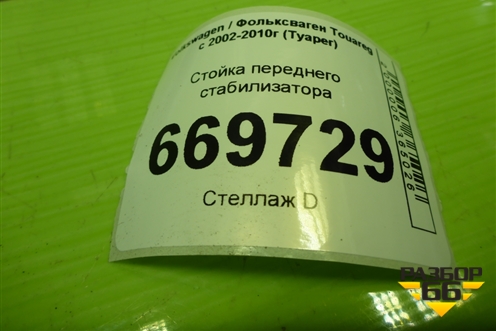 Volkswagen / Фольксваген Touareg
с 2002-2010г (Туарег)
Стойка переднего
стабилизатора
669729
Стеллаж D
РАЗБОР
66